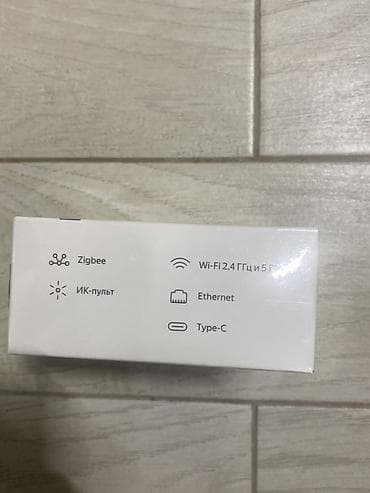 Zigbee
ИК-пульт
Wi-Fi 2,4 ГГц и 5
Ethernet
Type-C